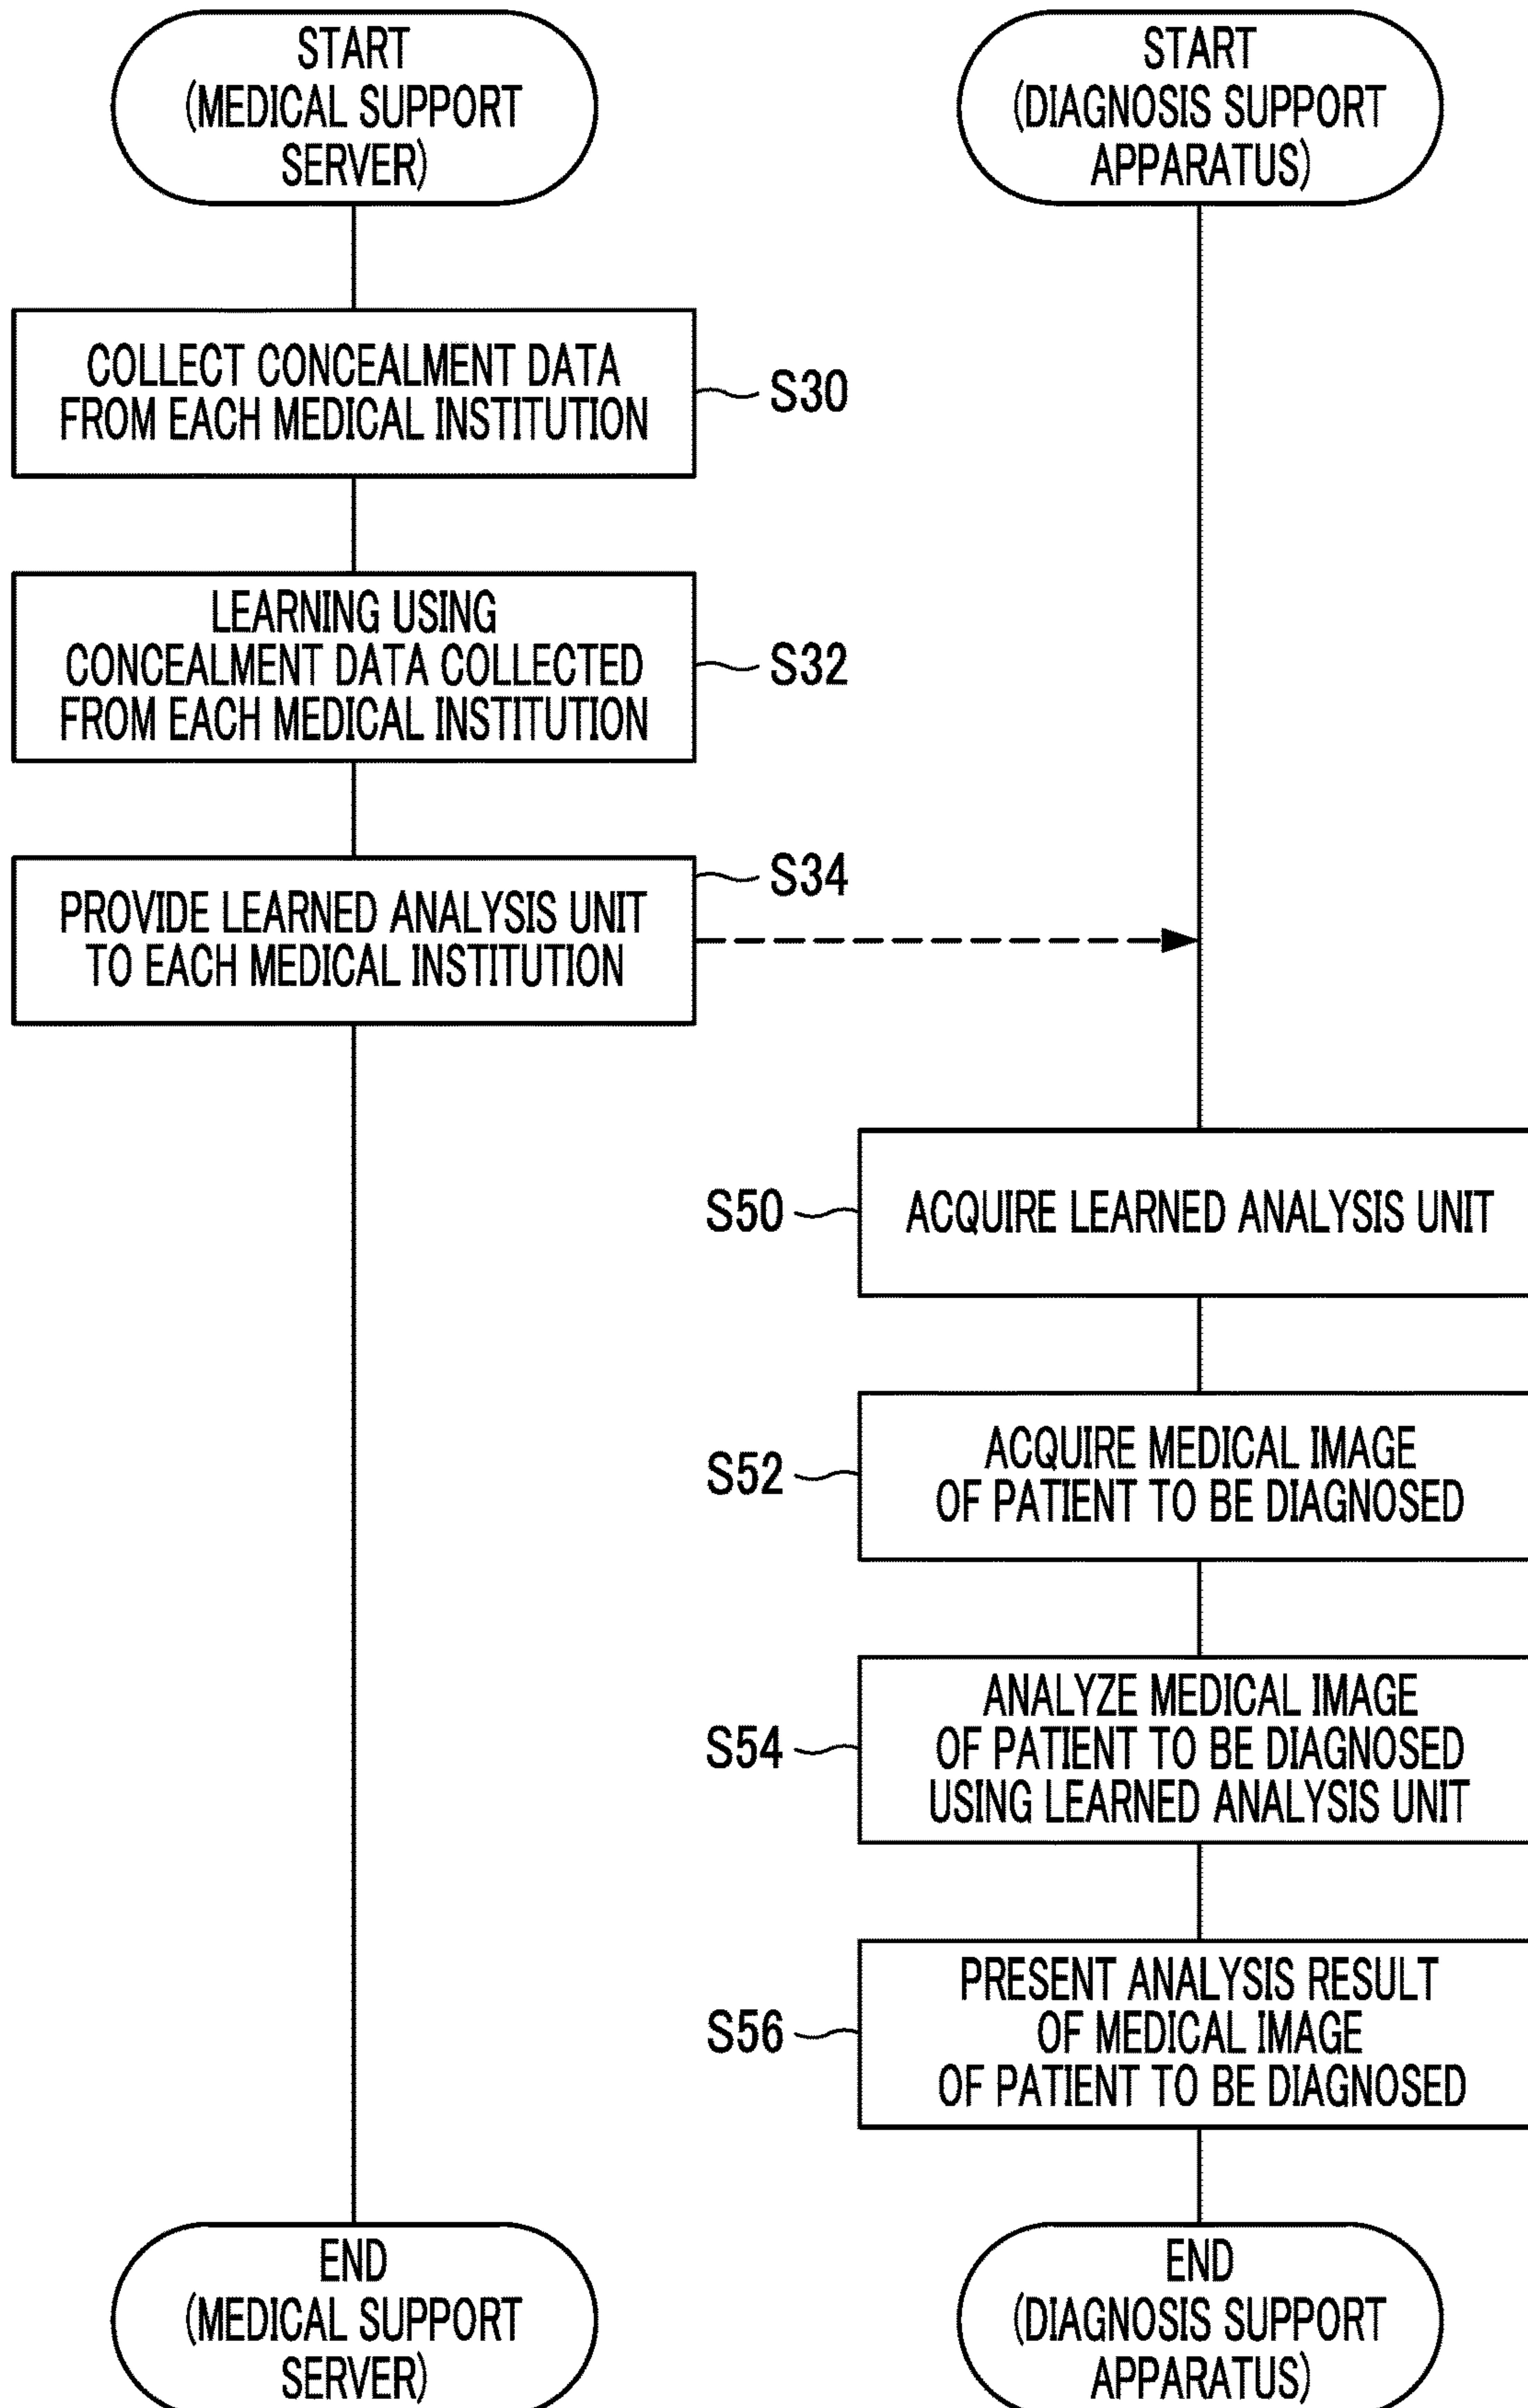 START
(MEDICAL SUPPORT
SERVER)
START
(DIAGNOSIS SUPPORT
APPARATUS)
COLLECT CONCEALMENT DATA
FROM EACH MEDICAL INSTITUTION
S30
LEARNING USING
CONCEALMENT DATA COLLECTED
FROM EACH MEDICAL INSTITUTION
S32
PROVIDE LEARNED ANALYSIS UNIT
TO EACH MEDICAL INSTITUTION
S34
S50
ACQUIRE LEARNED ANALYSIS UNIT
S52
ACQUIRE MEDICAL IMAGE
OF PATIENT TO BE DIAGNOSED
S54
ANALYZE MEDICAL IMAGE
OF PATIENT TO BE DIAGNOSED
USING LEARNED ANALYSIS UNIT
S56
PRESENT ANALYSIS RESULT
OF MEDICAL IMAGE
OF PATIENT TO BE DIAGNOSED
END
(MEDICAL SUPPORT
SERVER)
END
(DIAGNOSIS SUPPORT
APPARATUS)